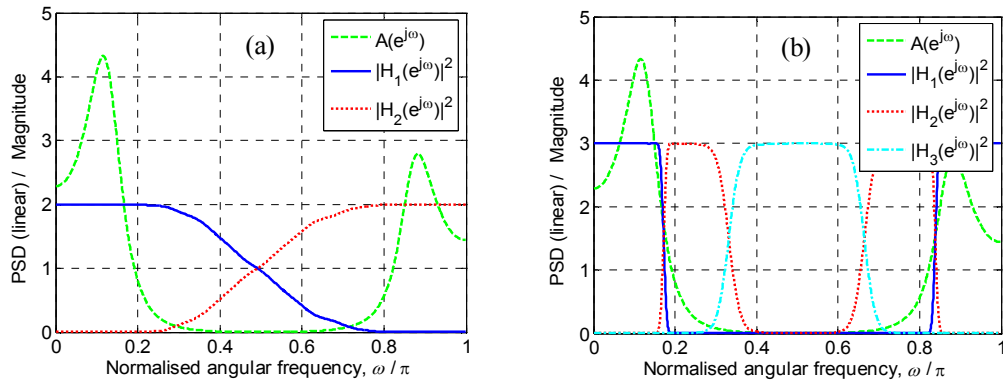 (a)
A(e^{jω})
|H_1(e^{jω})|^2
|H_2(e^{jω})|^2
PSD (linear) / Magnitude
5
4
3
2
1
0
0 0.2 0.4 0.6 0.8 1
Normalised angular frequency, ω / π
(b)
A(e^{jω})
|H_1(e^{jω})|^2
|H_2(e^{jω})|^2
|H_3(e^{jω})|^2
PSD (linear) / Magnitude
5
4
3
2
1
0
0 0.2 0.4 0.6 0.8 1
Normalised angular frequency, ω / π